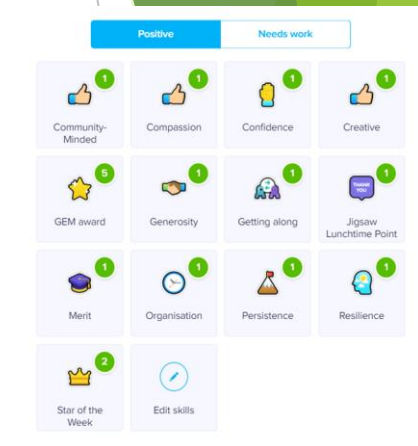 Positive Needs work
1 1 1 1
Community- Compassion Confidence Creative
Minded
5 1 1 1
THANK
YOU
GEM award Generosity Getting along Jigsaw
Lunchtime Point
1 1 1 1
Merit Organisation Persistence Resilience
2
Star of the Edit skills
Week